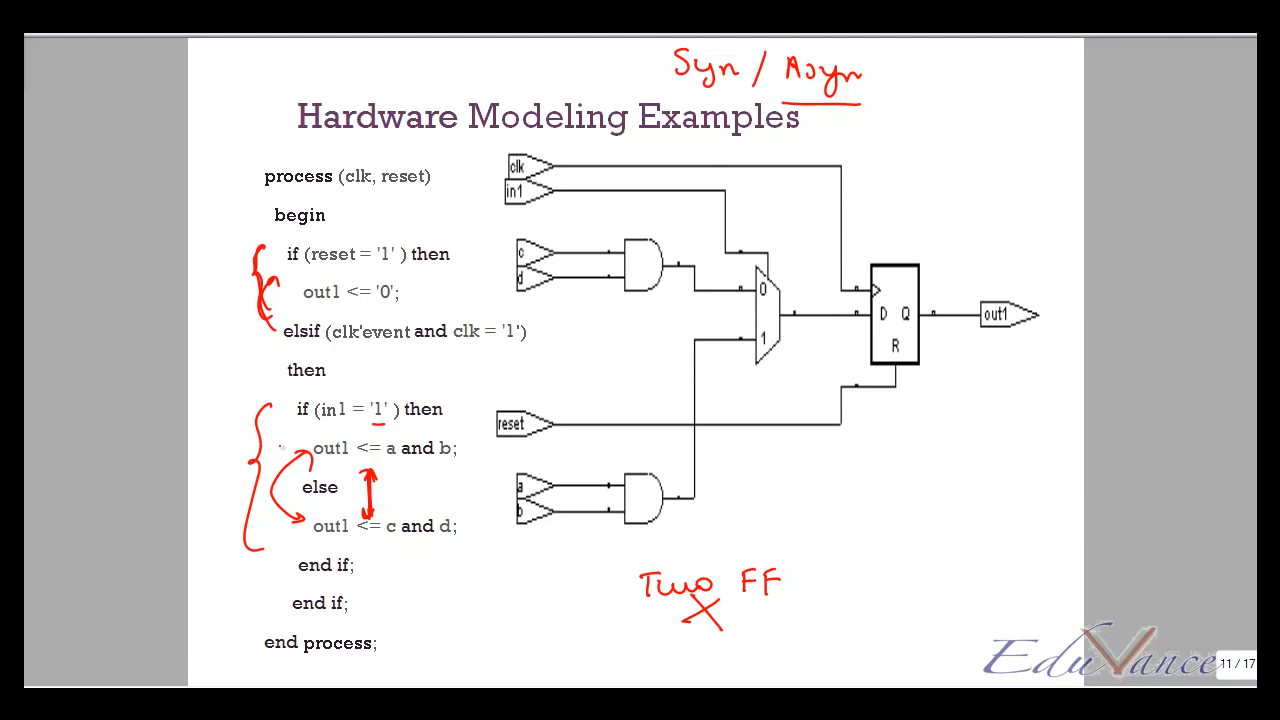 Syn / Asyn
Hardware Modeling Examples
process (clk, reset)
begin
if (reset = '1' ) then
out1 <= '0';
elsif (clk'event and clk = '1')
then
if (in1 = '1' ) then
out1 <= a and b;
else
out1 <= c and d;
end if;
end if;
end process;
clk
in1
c
d
0
1
D Q
R
out1
reset
a
b
Two FF
EduVance
11 / 17